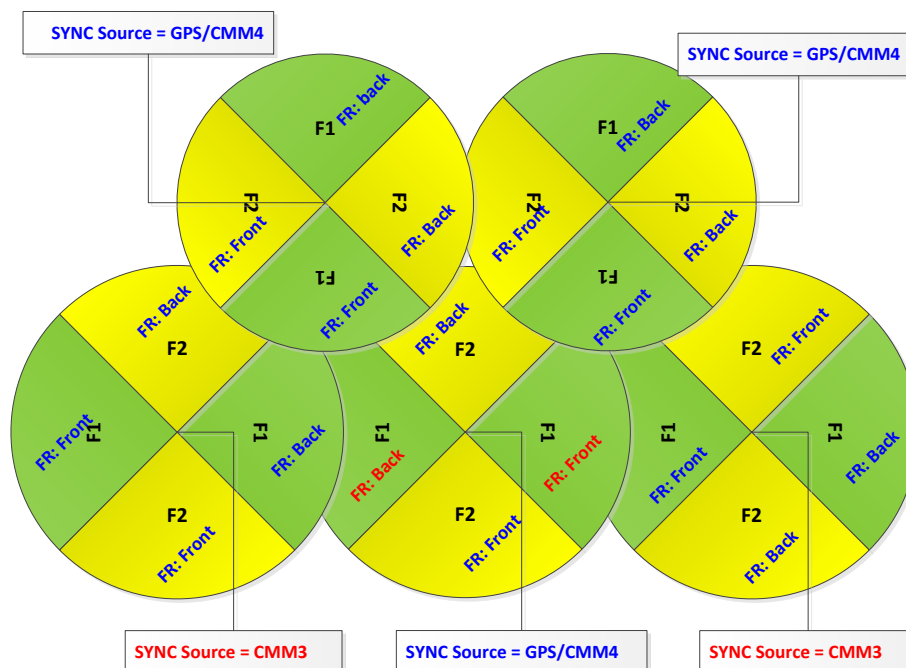 SYNC Source = GPS/CMM4
SYNC Source = GPS/CMM4
FR: back
F1
F2
FR: Front
F2
FR: Back
F1
FR: Front
F1
FR: Back
F2
FR: Front
F2
FR: Back
F1
FR: Front
FR: Back
F2
F1
FR: Front
F1
FR: Back
F2
FR: Front
FR: Back
F2
F1
FR: Back
F1
FR: Front
F2
FR: Front
FR: Front
F2
F1
FR: Front
F1
FR: Back
F2
FR: Back
SYNC Source = CMM3
SYNC Source = GPS/CMM4
SYNC Source = CMM3